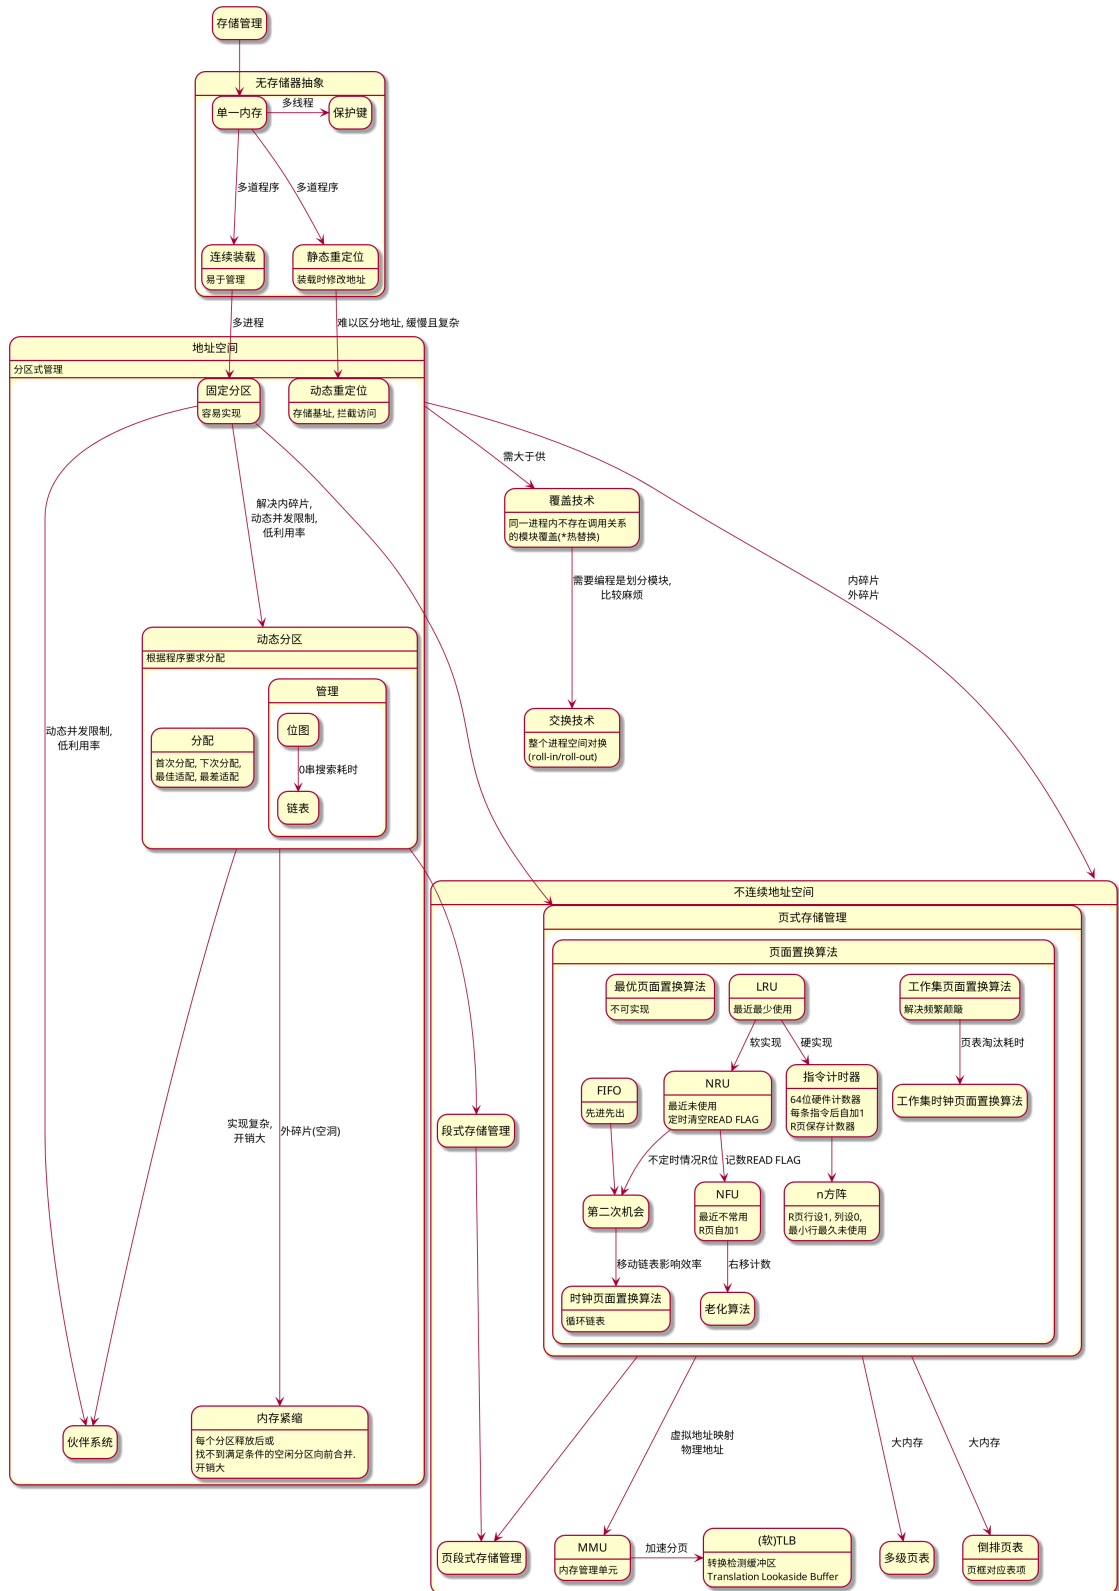 存储管理
无存储器抽象
单一内存
多线程
保护键
多道程序
多道程序
连续装载
易于管理
静态重定位
装载时修改地址
多进程
难以区分地址, 缓慢且复杂
地址空间
分区式管理
固定分区
容易实现
动态重定位
存储基址, 拦截访问
需大于供
覆盖技术
同一进程内不存在调用关系
的模块覆盖(*热替换)
解决内碎片,
动态并发限制,
低利用率
需要编程是划分模块,
比较麻烦
内碎片
外碎片
动态分区
根据程序要求分配
管理
位图
0串搜索耗时
链表
分配
首次分配, 下次分配,
最佳适配, 最差适配
动态并发限制,
低利用率
交换技术
整个进程空间对换
(roll-in/roll-out)
不连续地址空间
页式存储管理
页面置换算法
最优页面置换算法
不可实现
LRU
最近最少使用
工作集页面置换算法
解决频繁颠簸
软实现
硬实现
页表淘汰耗时
FIFO
先进先出
NRU
最近未使用
定时清空READ FLAG
指令计时器
64位硬件计数器
每条指令后自加1
R页保存计数器
工作集时钟页面置换算法
实现复杂,
开销大
外碎片(空洞)
段式存储管理
不定时情况R位
记数READ FLAG
第二次机会
NFU
最近不常用
R页自加1
n方阵
R页行设1, 列设0,
最小行最久未使用
移动链表影响效率
右移计数
时钟页面置换算法
循环链表
老化算法
伙伴系统
内存紧缩
每个分区释放后或
找不到满足条件的空闲分区向前合并.
开销大
虚拟地址映射
物理地址
大内存
大内存
页段式存储管理
MMU
内存管理单元
加速分页
(软)TLB
转换检测缓冲区
Translation Lookaside Buffer
多级页表
倒排页表
页框对应表项